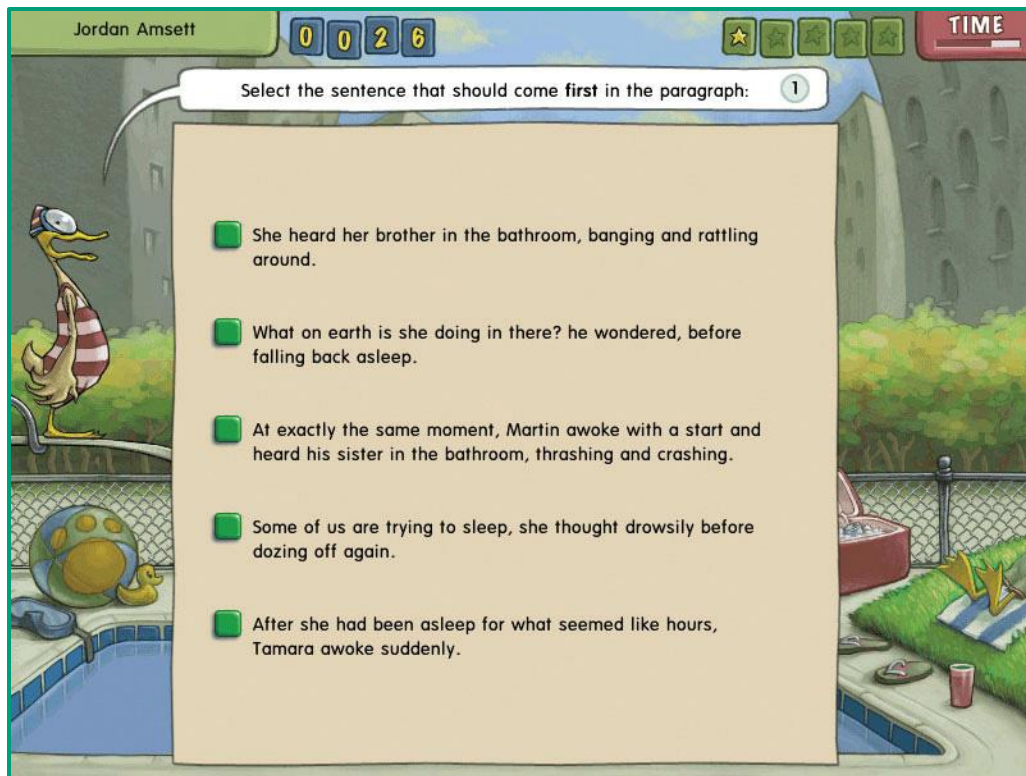 Jordan Amsett
0026
TIME
Select the sentence that should come first in the paragraph:
1
She heard her brother in the bathroom, banging and rattling
around.
What on earth is she doing in there? he wondered, before
falling back asleep.
At exactly the same moment, Martin awoke with a start and
heard his sister in the bathroom, thrashing and crashing.
Some of us are trying to sleep, she thought drowsily before
dozing off again.
After she had been asleep for what seemed like hours,
Tamara awoke suddenly.